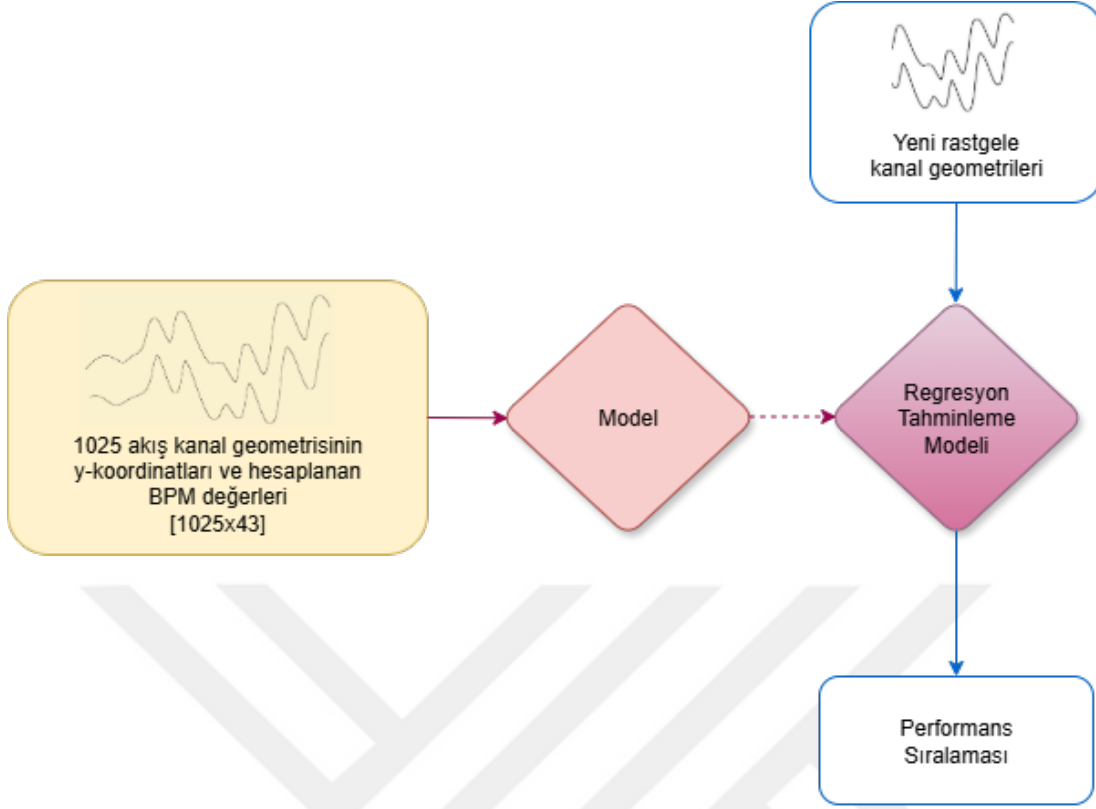 Yeni rastgele
kanal geometrileri
1025 akış kanal geometrisinin
y-koordinatları ve hesaplanan
BPM değerleri
[1025x43]
Model
Regresyon
Tahminleme
Modeli
Performans
Sıralaması